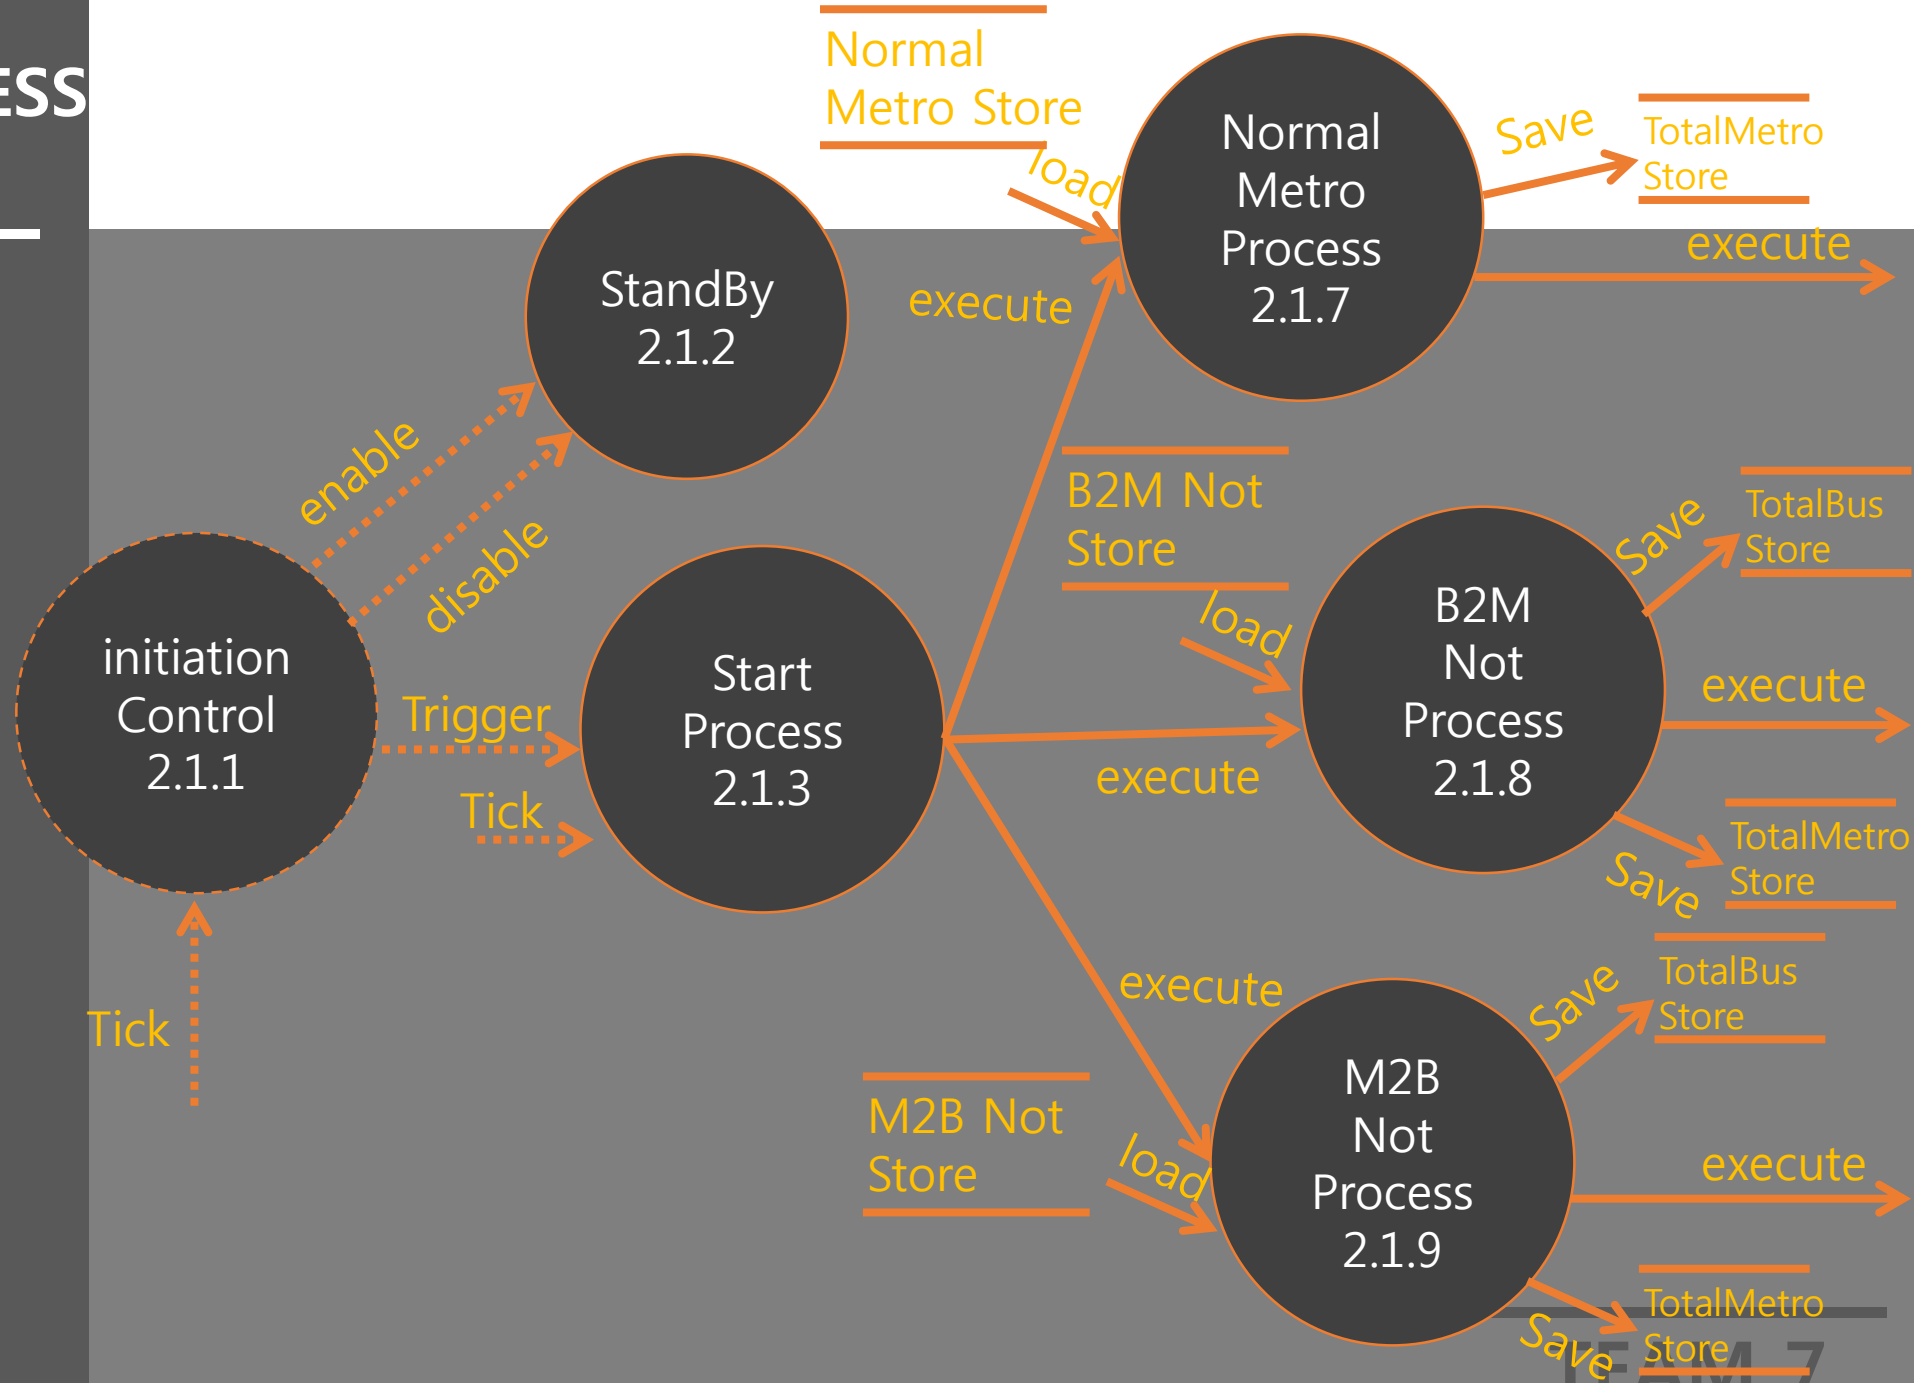 ESS
Normal
Metro Store
load
Normal
Metro
Process
2.1.7
Save
TotalMetro
Store
execute
StandBy
2.1.2
execute
enable
disable
B2M Not
Store
load
B2M
Not
Process
2.1.8
Save
TotalBus
Store
execute
initiation
Control
2.1.1
Trigger
Tick
Start
Process
2.1.3
execute
Save
TotalMetro
Store
Tick
execute
M2B Not
Store
load
M2B
Not
Process
2.1.9
Save
TotalBus
Store
execute
Save
TotalMetro
Store
TEAM 7